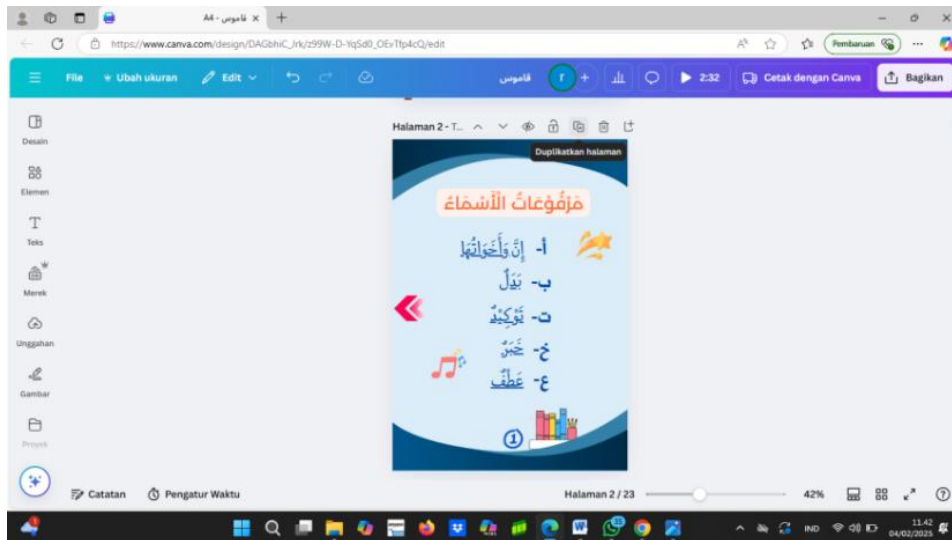 قاموس - A4
https://www.canva.com/design/DAGbhiC_Jrk/z99W-D-YqSd0_OEvTfp4cQ/edit
Pembaruan
File
Ubah ukuran
Edit
قاموس
r
2:32
Cetak dengan Canva
Bagikan
Desain
Elemen
Teks
Merek
Unggahan
Gambar
Proyek
Halaman 2 - T...
Duplikatkan halaman
مَرْفُوْعَاتُ الْأَسْمَاءُ
أ- إِنَّ وَأَخَوَاتُهَا
ب- بَدَلٌ
ت- تَوْكِيْدٌ
خ- خَبَرٌ
ع- عَطْفٌ
1
Catatan
Pengatur Waktu
Halaman 2 / 23
42%
IND
11.42
04/02/2025